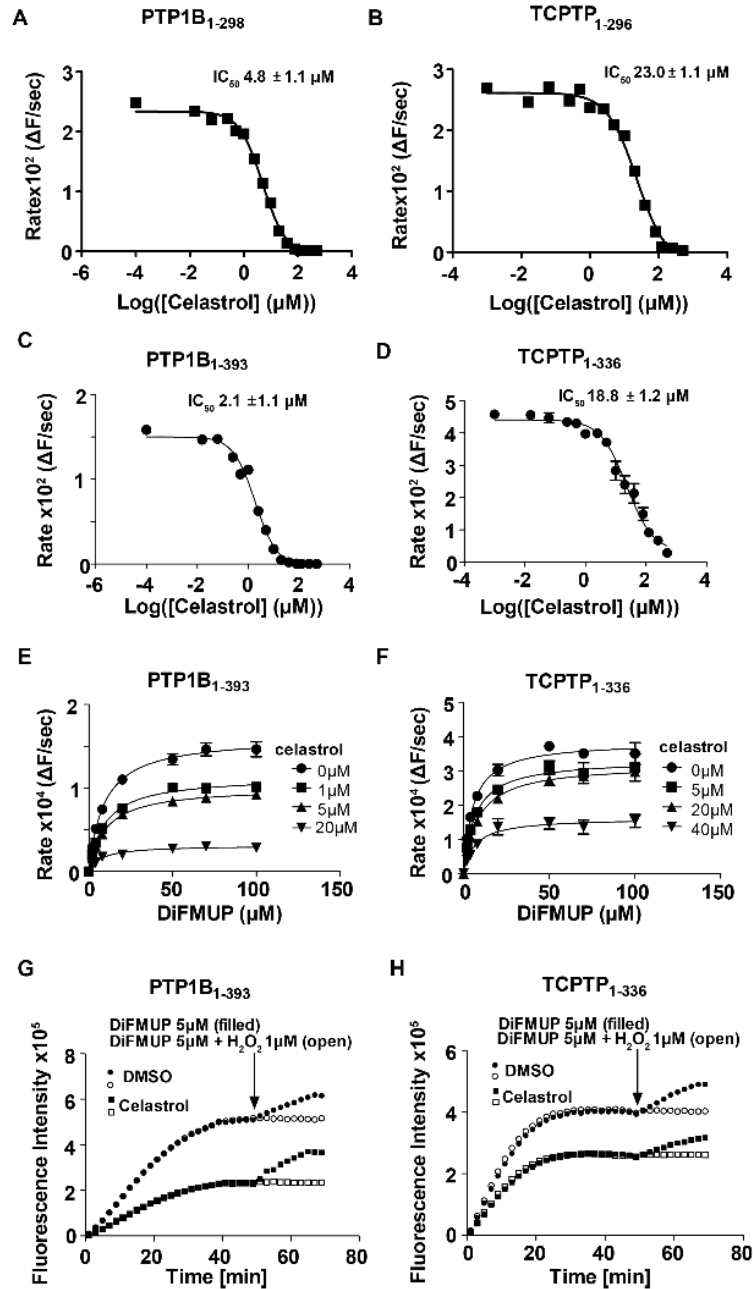 A
PTP1B1-298
IC50 4.8 ± 1.1 µM
Ratex10² (ΔF/sec)
3
2
1
0
-6
-4
-2
0
2
4
Log([Celastrol] (µM))
B
TCPTP1-296
IC50 23.0 ± 1.1 µM
Ratex10² (ΔF/sec)
3
2
1
0
-4
-2
0
2
4
Log([Celastrol] (µM))
C
PTP1B1-393
IC50 2.1 ±1.1 µM
Rate x10² (ΔF/sec)
2
1
0
-6
-4
-2
0
2
4
Log([Celastrol] (µM))
D
TCPTP1-336
IC50 18.8 ± 1.2 µM
Rate x10² (ΔF/sec)
5
4
3
2
1
0
-4
-2
0
2
4
Log([Celastrol] (µM))
E
PTP1B1-393
Rate x10⁴ (ΔF/sec)
2
1
0
0
50
100
150
DiFMUP (µM)
celastrol
0µM
1µM
5µM
20µM
F
TCPTP1-336
Rate x10⁴ (ΔF/sec)
5
4
3
2
1
0
0
50
100
150
DiFMUP (µM)
celastrol
0µM
5µM
20µM
40µM
G
PTP1B1-393
DiFMUP 5µM (filled)
DiFMUP 5µM + H2O2 1µM (open)
DMSO
Celastrol
Fluorescence Intensity x10⁵
8
6
4
2
0
0
20
40
60
80
Time [min]
H
TCPTP1-336
DiFMUP 5µM (filled)
DiFMUP 5µM + H2O2 1µM (open)
DMSO
Celastrol
Fluorescence Intensity x10⁵
6
4
2
0
0
20
40
60
80
Time [min]